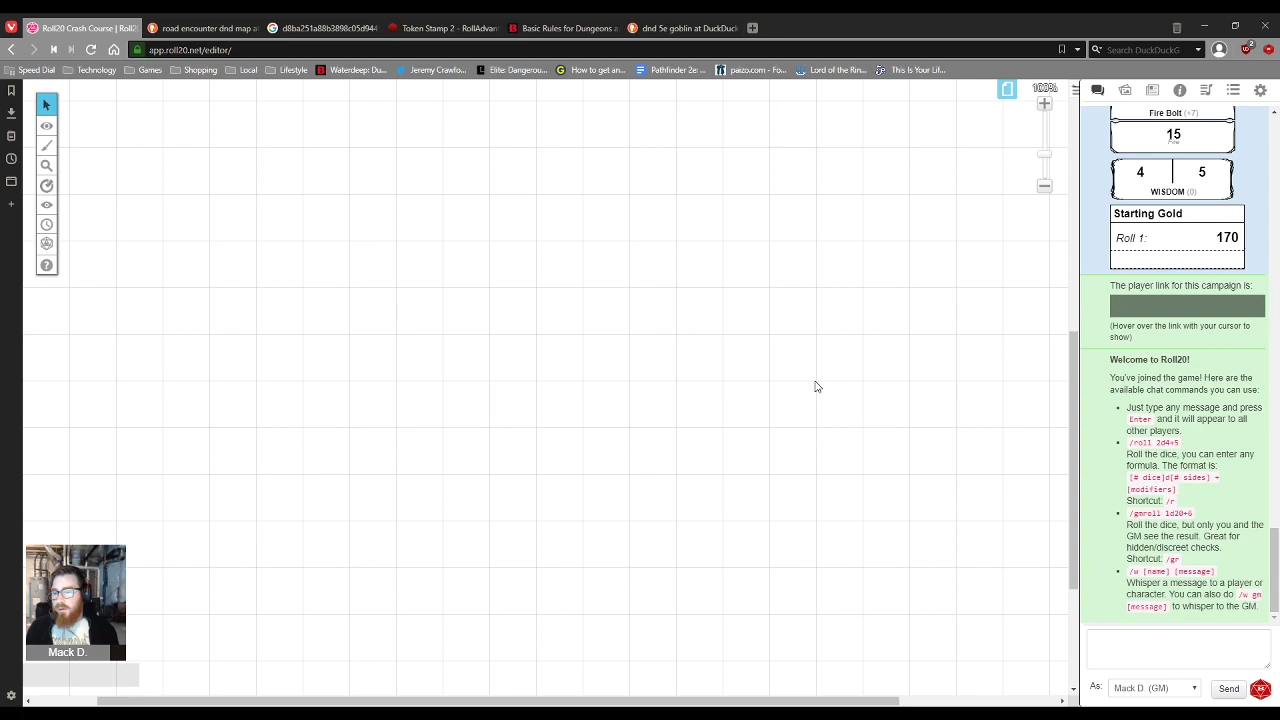 Roll20 Crash Course | Roll2
road encounter dnd map at
d8ba251a88b3898c05d944
Token Stamp 2 - RollAdvan
Basic Rules for Dungeons a
dnd 5e goblin at DuckDuck
app.roll20.net/editor/
Search DuckDuckG
2
Speed Dial
Technology
Games
Shopping
Local
Lifestyle
Waterdeep: Du...
Jeremy Crawfo...
Elite: Dangerou...
How to get an...
Pathfinder 2e: ...
paizo.com - Fo...
Lord of the Rin...
This Is Your Lif...
100%
Fire Bolt (+7)
15
Fire
4 5
WISDOM (0)
Starting Gold
Roll 1: 170
The player link for this campaign is:
(Hover over the link with your cursor to
show)
Welcome to Roll20!
You've joined the game! Here are the
available chat commands you can use:
Just type any message and press
Enter and it will appear to all
other players.
/roll 2d4+5
Roll the dice, you can enter any
formula. The format is:
[# dice]d[# sides] +
[modifiers]
Shortcut: /r
/gmroll 1d20+6
Roll the dice, but only you and the
GM see the result. Great for
hidden/discreet checks.
Shortcut: /gr
/w [name] [message]
Whisper a message to a player or
character. You can also do /w gm
[message] to whisper to the GM.
Mack D.
As: Mack D. (GM)
Send